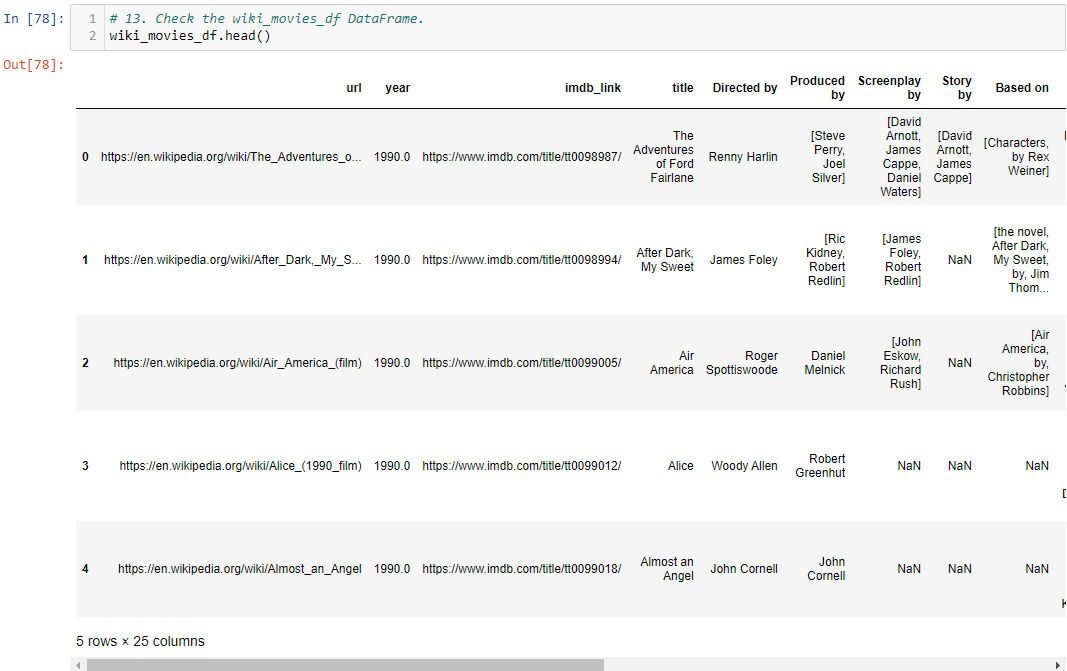 In [78]:
1 # 13. Check the wiki_movies_df DataFrame.
2 wiki_movies_df.head()
Out[78]:
url year imdb_link title Directed by Produced by Screenplay by Story by Based on
0 https://en.wikipedia.org/wiki/The_Adventures_o... 1990.0 https://www.imdb.com/title/tt0098987/ The Adventures of Ford Fairlane Renny Harlin [Steve Perry, Joel Silver] [David Arnott, James Cappe, Daniel Waters] [David Arnott, James Cappe] [Characters, by Rex Weiner]
1 https://en.wikipedia.org/wiki/After_Dark,_My_S... 1990.0 https://www.imdb.com/title/tt0098994/ After Dark, My Sweet James Foley [Ric Kidney, Robert Redlin] [James Foley, Robert Redlin] NaN [the novel, After Dark, My Sweet, by, Jim Thom...
2 https://en.wikipedia.org/wiki/Air_America_(film) 1990.0 https://www.imdb.com/title/tt0099005/ Air America Roger Spottiswoode Daniel Melnick [John Eskow, Richard Rush] NaN [Air America, by, Christopher Robbins]
3 https://en.wikipedia.org/wiki/Alice_(1990_film) 1990.0 https://www.imdb.com/title/tt0099012/ Alice Woody Allen Robert Greenhut NaN NaN NaN
4 https://en.wikipedia.org/wiki/Almost_an_Angel 1990.0 https://www.imdb.com/title/tt0099018/ Almost an Angel John Cornell John Cornell NaN NaN NaN
5 rows × 25 columns